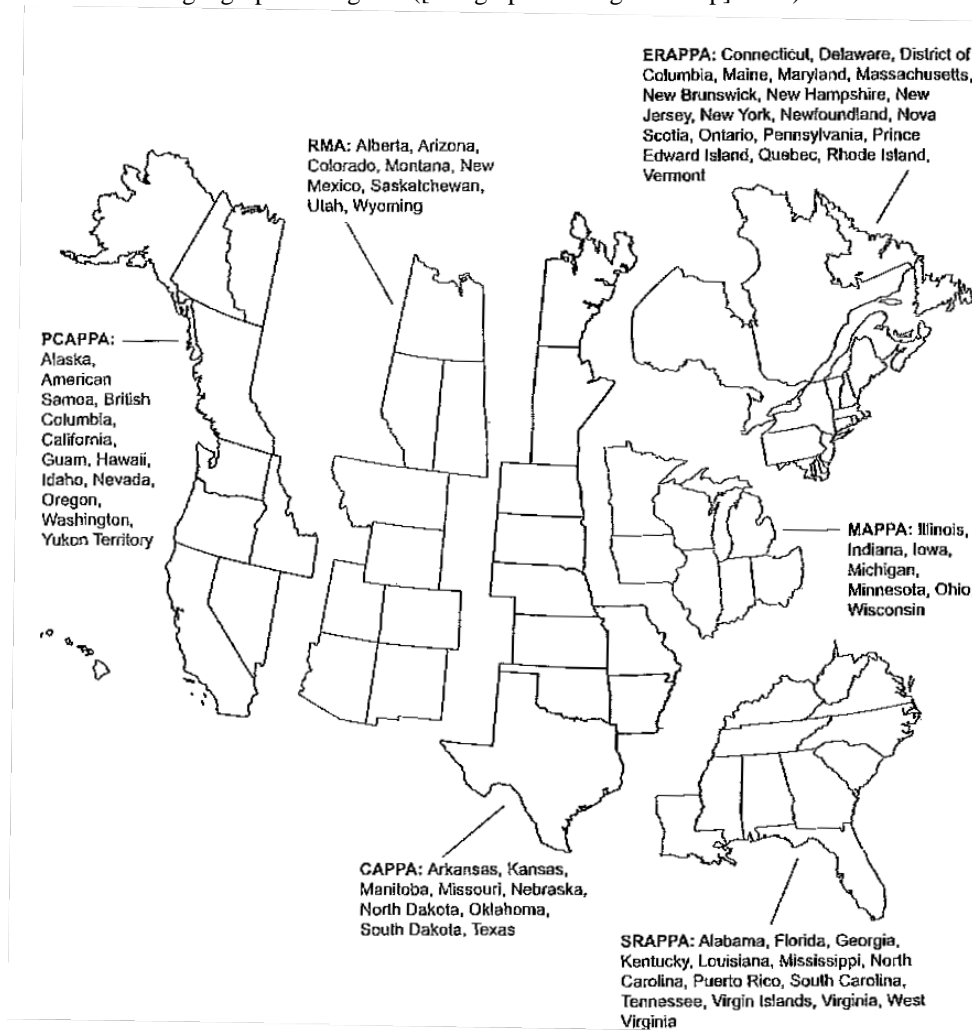 ERAPPA: Connecticut, Delaware, District of
Columbia, Maine, Maryland, Massachusetts,
New Brunswick, New Hampshire, New
Jersey, New York, Newfoundland, Nova
Scotia, Ontario, Pennsylvania, Prince
Edward Island, Quebec, Rhode Island,
Vermont
RMA: Alberta, Arizona,
Colorado, Montana, New
Mexico, Saskatchewan,
Utah, Wyoming
PCAPPA:
Alaska,
American
Samoa, British
Columbia,
California,
Guam, Hawaii,
Idaho, Nevada,
Oregon,
Washington,
Yukon Territory
MAPPA: Illinois,
Indiana, Iowa,
Michigan,
Minnesota, Ohio
Wisconsin
CAPPA: Arkansas, Kansas,
Manitoba, Missouri, Nebraska,
North Dakota, Oklahoma,
South Dakota, Texas
SRAPPA: Alabama, Florida, Georgia,
Kentucky, Louisiana, Mississippi, North
Carolina, Puerto Rico, South Carolina,
Tennessee, Virgin Islands, Virginia, West
Virginia